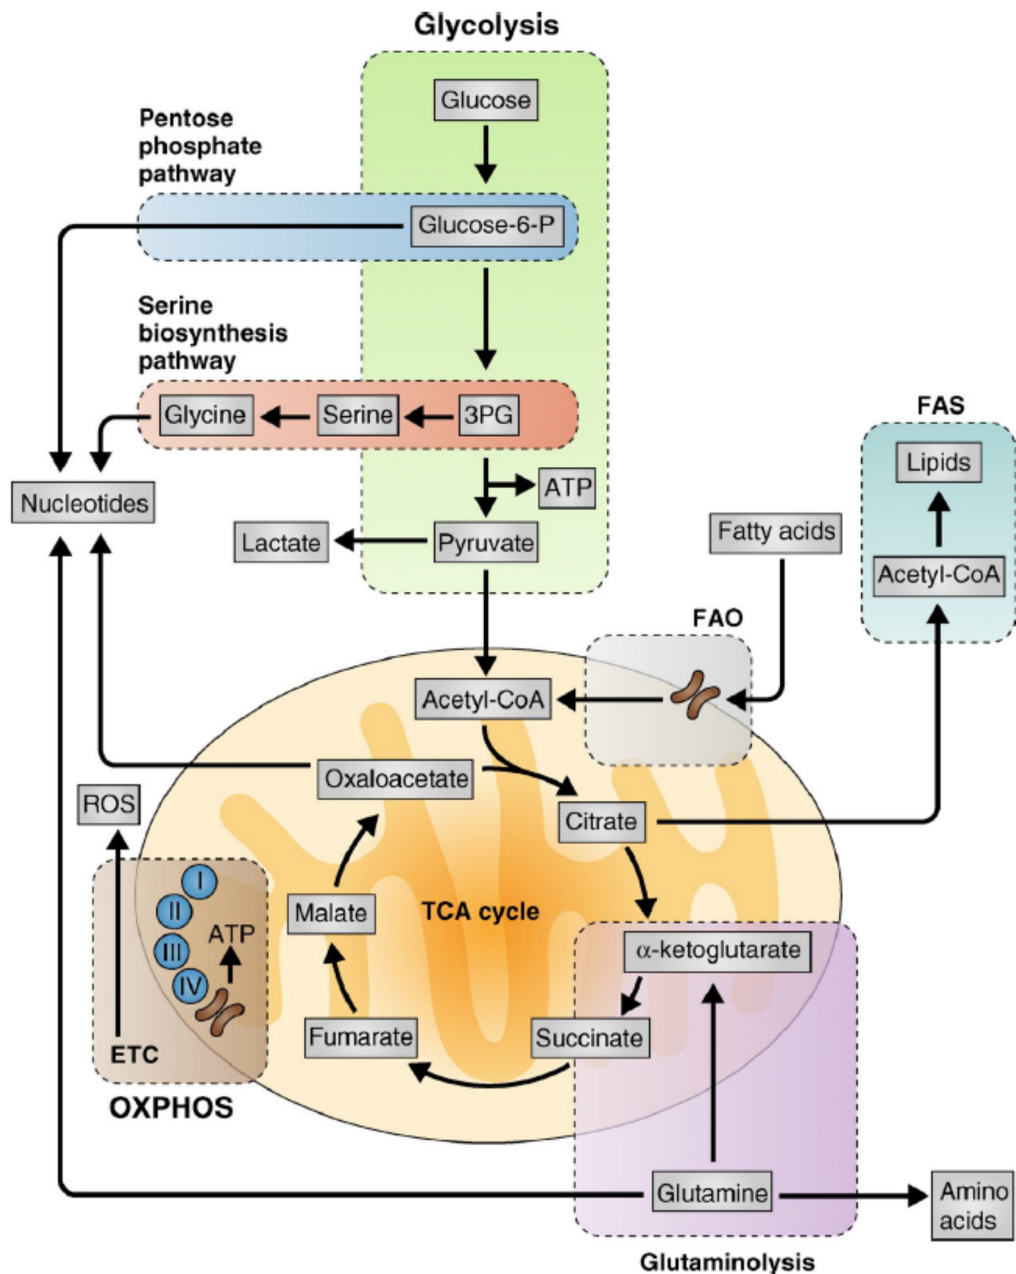 Glycolysis
Glucose
Pentose
phosphate
pathway
Glucose-6-P
Serine
biosynthesis
pathway
Glycine
Serine
3PG
FAS
Lipids
ATP
Nucleotides
Lactate
Pyruvate
Fatty acids
Acetyl-CoA
FAO
Acetyl-CoA
Oxaloacetate
ROS
Citrate
I
II
III
IV
ATP
Malate
TCA cycle
α-ketoglutarate
Fumarate
Succinate
ETC
OXPHOS
Glutamine
Amino
acids
Glutaminolysis